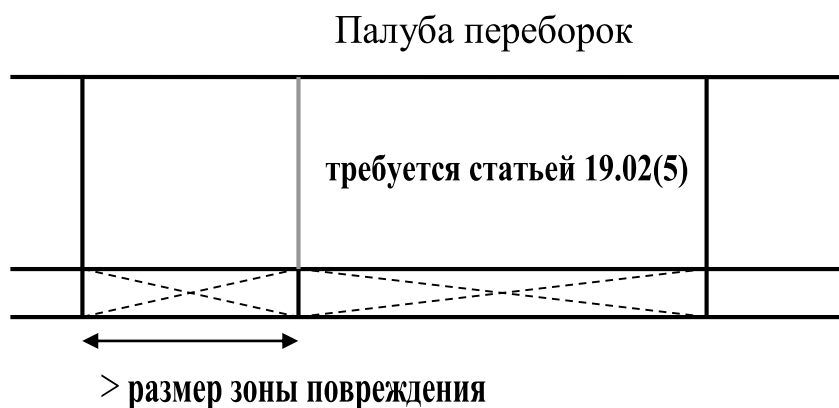 Палуба переборок
требуется статьей 19.02(5)
> размер зоны повреждения